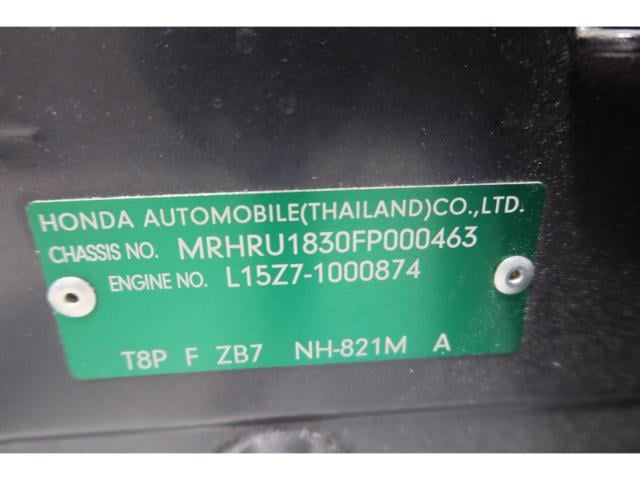 HONDA AUTOMOBILE(THAILAND)CO.,LTD.
CHASSIS NO. MRHRU1830FP000463
ENGINE NO. L15Z7-1000874
T8P F ZB7 NH-821M A